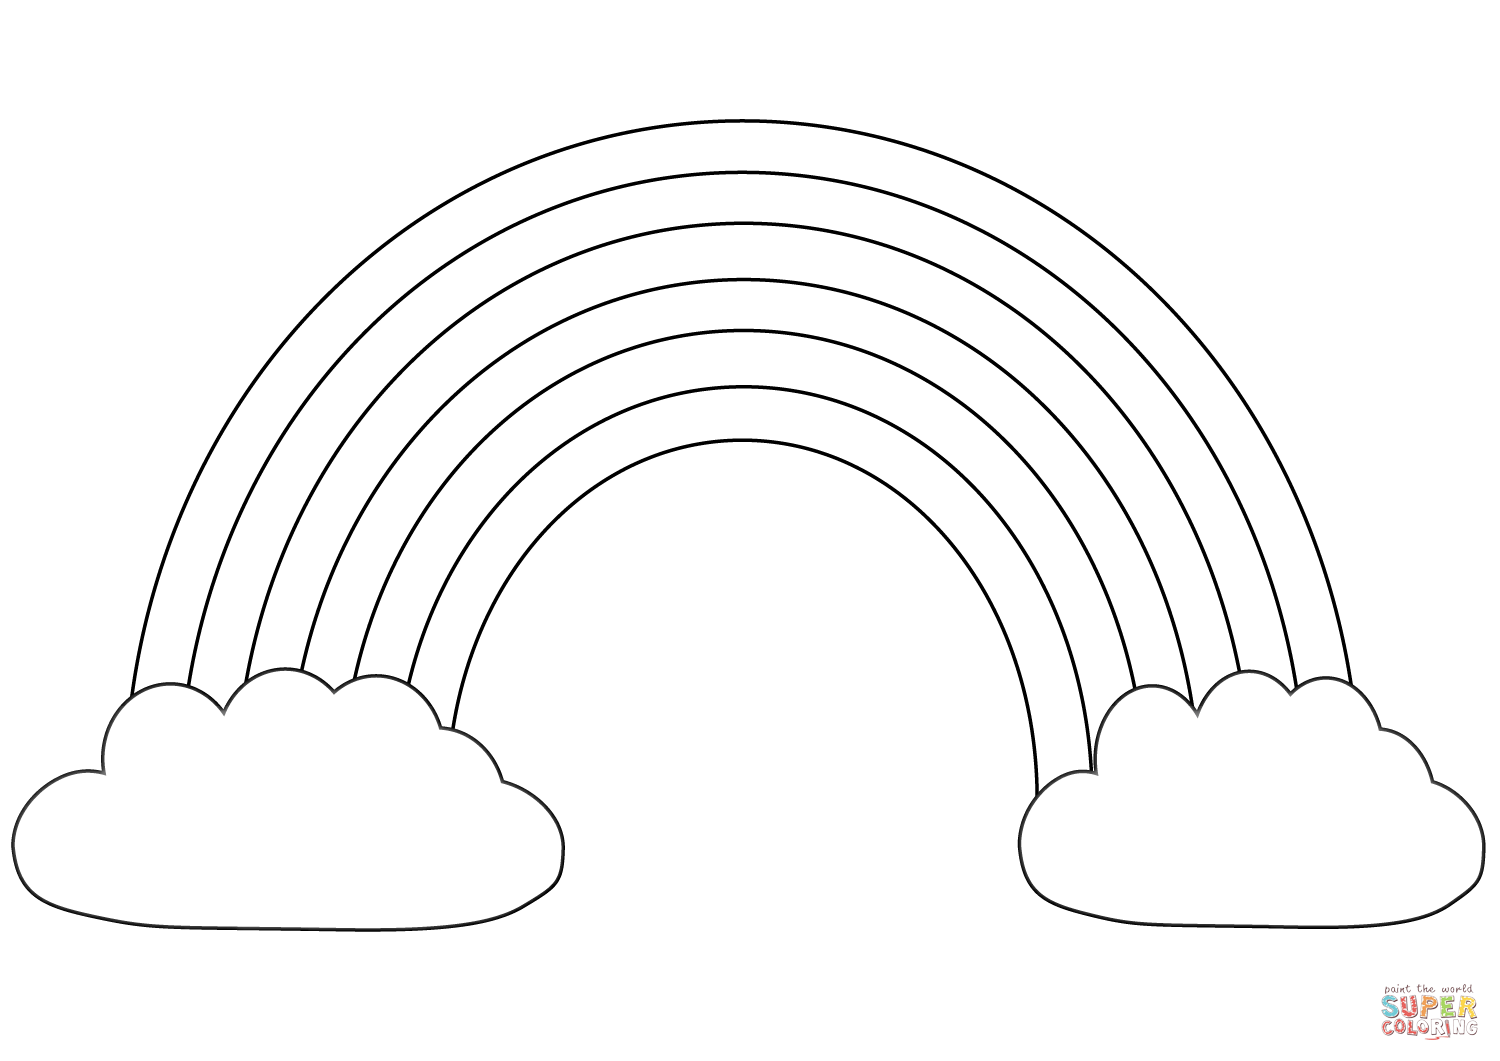 paint the world
SUPER
COLORING